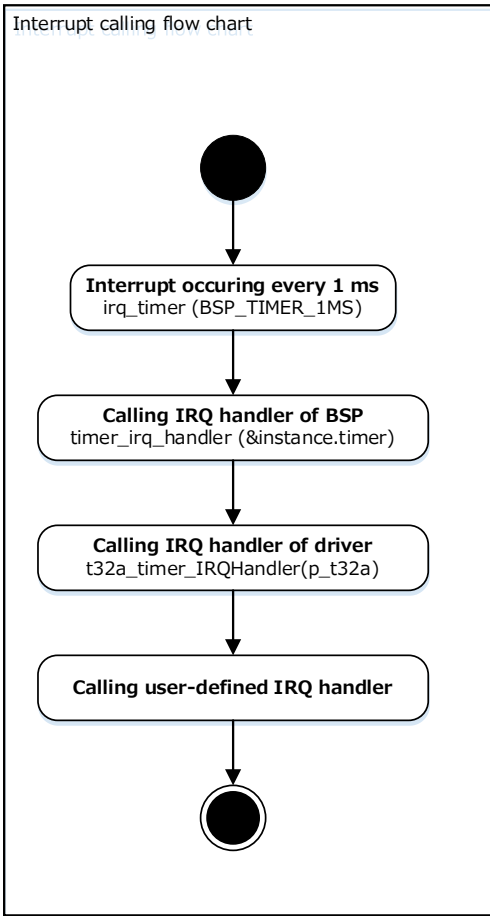 Interrupt calling flow chart
Interrupt occuring every 1 ms
irq_timer (BSP_TIMER_1MS)
Calling IRQ handler of BSP
timer_irq_handler (&instance.timer)
Calling IRQ handler of driver
t32a_timer_IRQHandler(p_t32a)
Calling user-defined IRQ handler